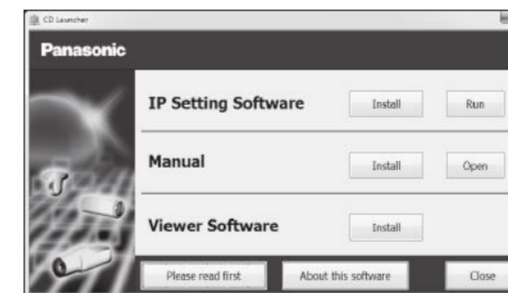 CD Launcher
Panasonic
IP Setting Software Install Run
Manual Install Open
Viewer Software Install
Please read first About this software Close